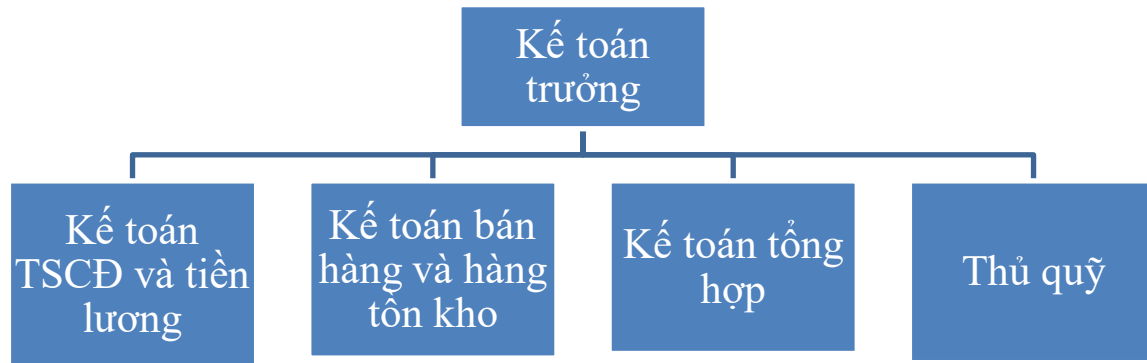 Kế toán
trưởng
Kế toán
TSCĐ và tiền
lương
Kế toán bán
hàng và hàng
tồn kho
Kế toán tổng
hợp
Thủ quỹ